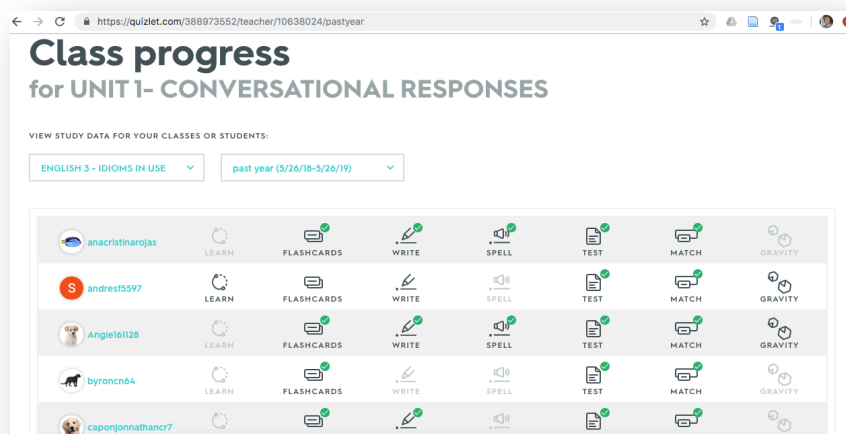 https://quizlet.com/388973552/teacher/10638024/pastyear
Class progress
for UNIT 1- CONVERSATIONAL RESPONSES
VIEW STUDY DATA FOR YOUR CLASSES OR STUDENTS:
ENGLISH 3 - IDIOMS IN USE past year (5/26/18-5/26/19)
anacristinarojas LEARN FLASHCARDS WRITE SPELL TEST MATCH GRAVITY
S andresf5597 LEARN FLASHCARDS WRITE SPELL TEST MATCH GRAVITY
Angie161128 LEARN FLASHCARDS WRITE SPELL TEST MATCH GRAVITY
byroncn64 LEARN FLASHCARDS WRITE SPELL TEST MATCH GRAVITY
caponjonnathancr7